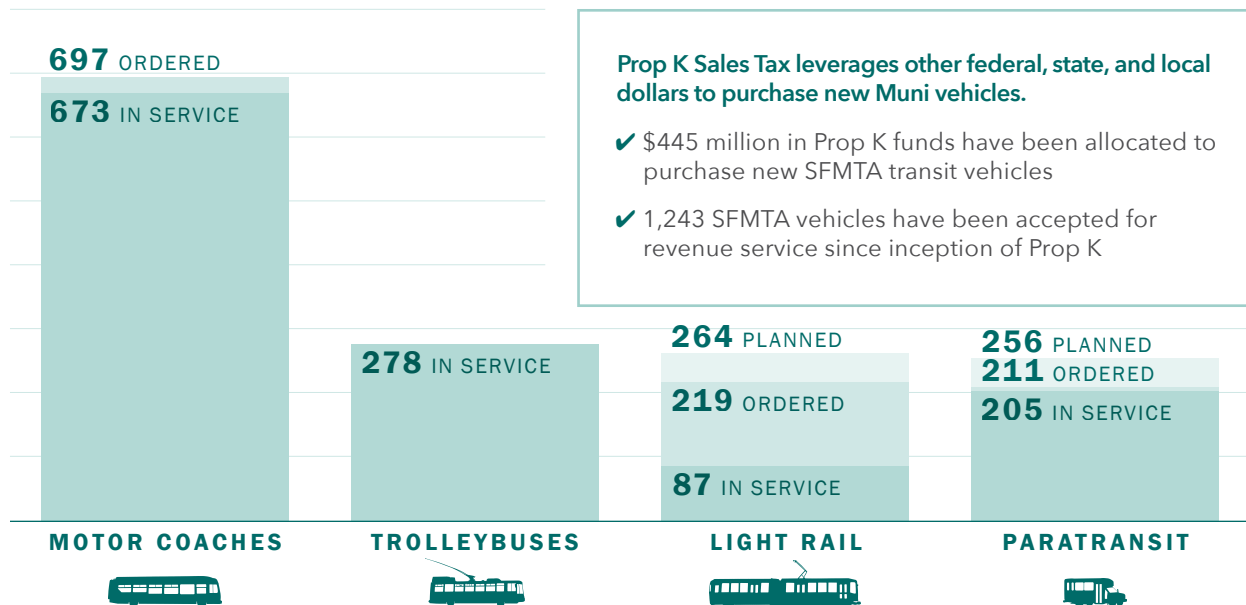 697 ORDERED
673 IN SERVICE
Prop K Sales Tax leverages other federal, state, and local
dollars to purchase new Muni vehicles.
✔ $445 million in Prop K funds have been allocated to
purchase new SFMTA transit vehicles
✔ 1,243 SFMTA vehicles have been accepted for
revenue service since inception of Prop K
278 IN SERVICE
264 PLANNED
219 ORDERED
87 IN SERVICE
256 PLANNED
211 ORDERED
205 IN SERVICE
MOTOR COACHES
TROLLEYBUSES
LIGHT RAIL
PARATRANSIT